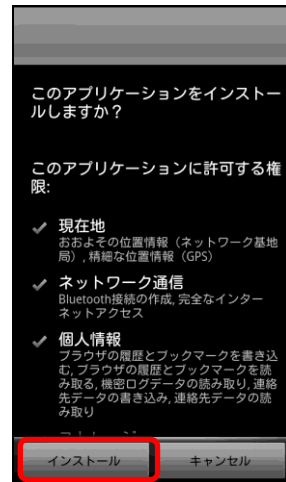 このアプリケーションをインストー
ルしますか？
このアプリケーションに許可する権
限:
現在地
おおよその位置情報（ネットワーク基地
局）, 精細な位置情報（GPS）
ネットワーク通信
Bluetooth接続の作成, 完全なインター
ネットアクセス
個人情報
ブラウザの履歴とブックマークを書き込
む, ブラウザの履歴とブックマークを読
み取る, 機密ログデータの読み取り, 連絡
先データの書き込み, 連絡先データの読
み取り
インストール
キャンセル